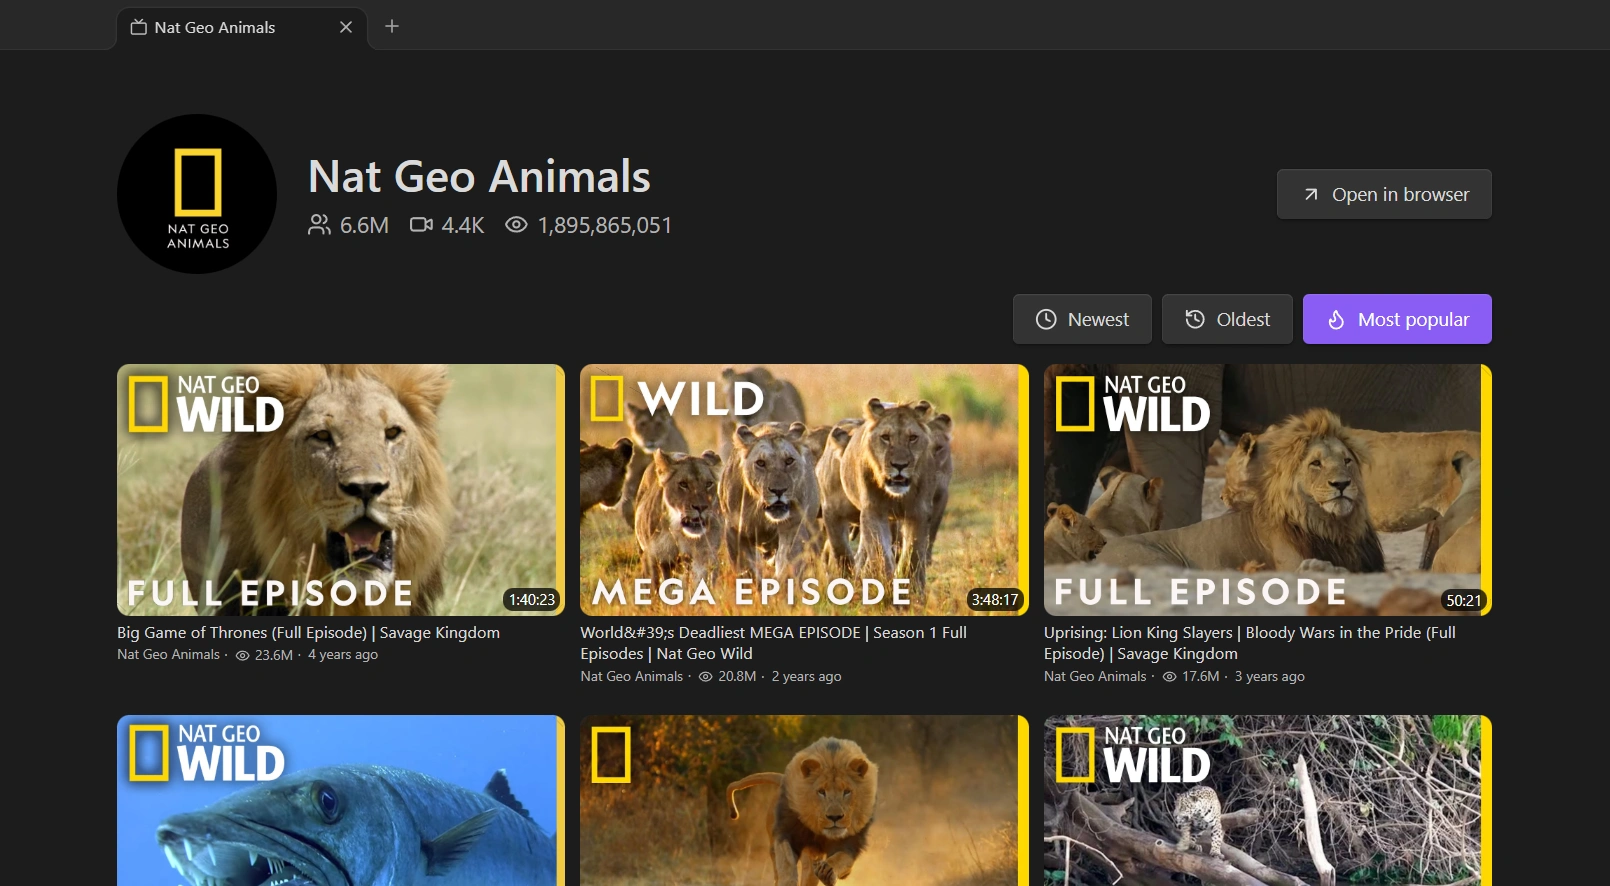 Nat Geo Animals
NAT GEO
ANIMALS
Nat Geo Animals
6.6M 4.4K 1,895,865,051
Open in browser
Newest Oldest Most popular
NAT GEO
WILD
FULL EPISODE
1:40:23
Big Game of Thrones (Full Episode) | Savage Kingdom
Nat Geo Animals · 23.6M · 4 years ago
WILD
MEGA EPISODE
3:48:17
World&#39;s Deadliest MEGA EPISODE | Season 1 Full
Episodes | Nat Geo Wild
Nat Geo Animals · 20.8M · 2 years ago
NAT GEO
WILD
FULL EPISODE
50:21
Uprising: Lion King Slayers | Bloody Wars in the Pride (Full
Episode) | Savage Kingdom
Nat Geo Animals · 17.6M · 3 years ago
NAT GEO
WILD
NAT GEO
WILD